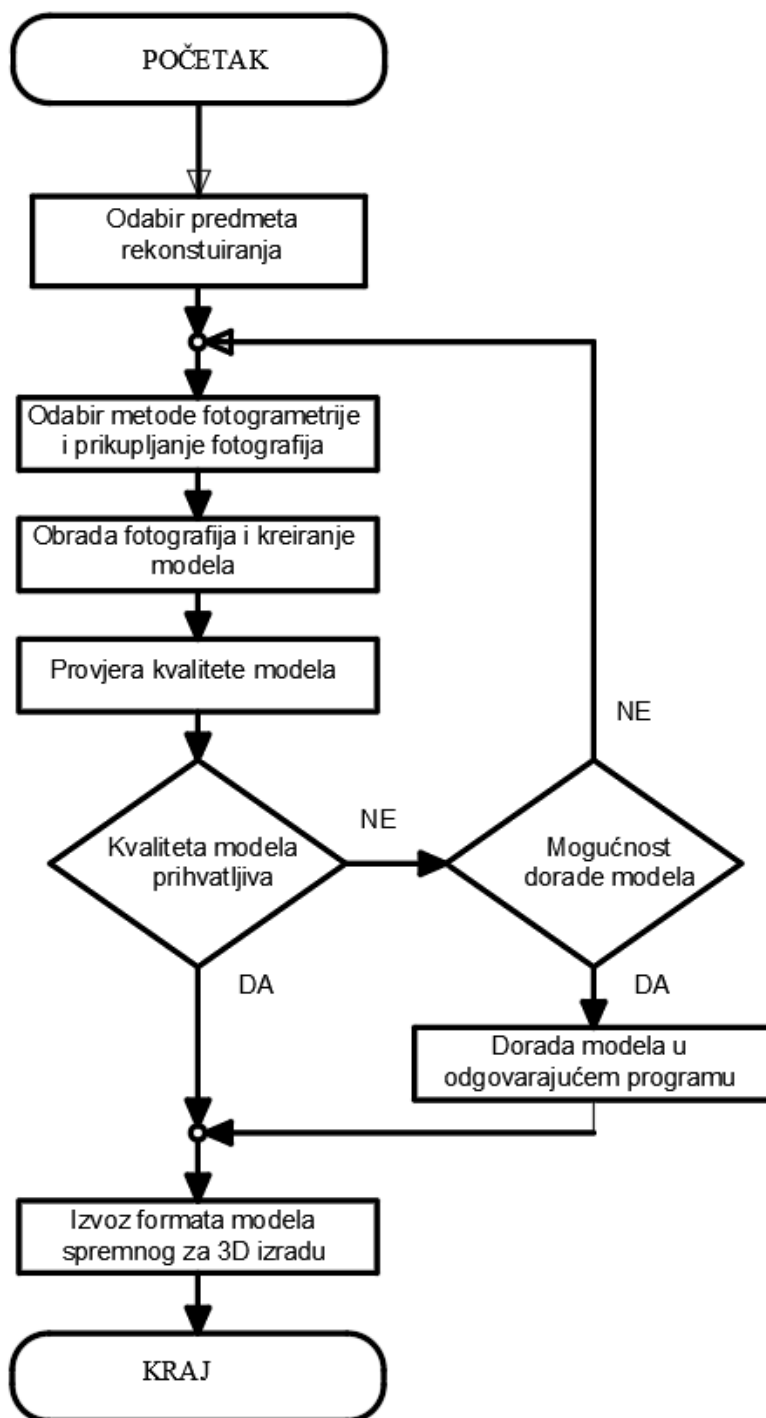 POČETAK
Odabir predmeta
rekonstuiranja
Odabir metode fotogrametrije
i prikupljanje fotografija
Obrada fotografija i kreiranje
modela
Provjera kvalitete modela
NE
Kvaliteta modela
prihvatljiva
NE
Mogućnost
dorade modela
DA
DA
Dorada modela u
odgovarajućem programu
Izvoz formata modela
spremnog za 3D izradu
KRAJ